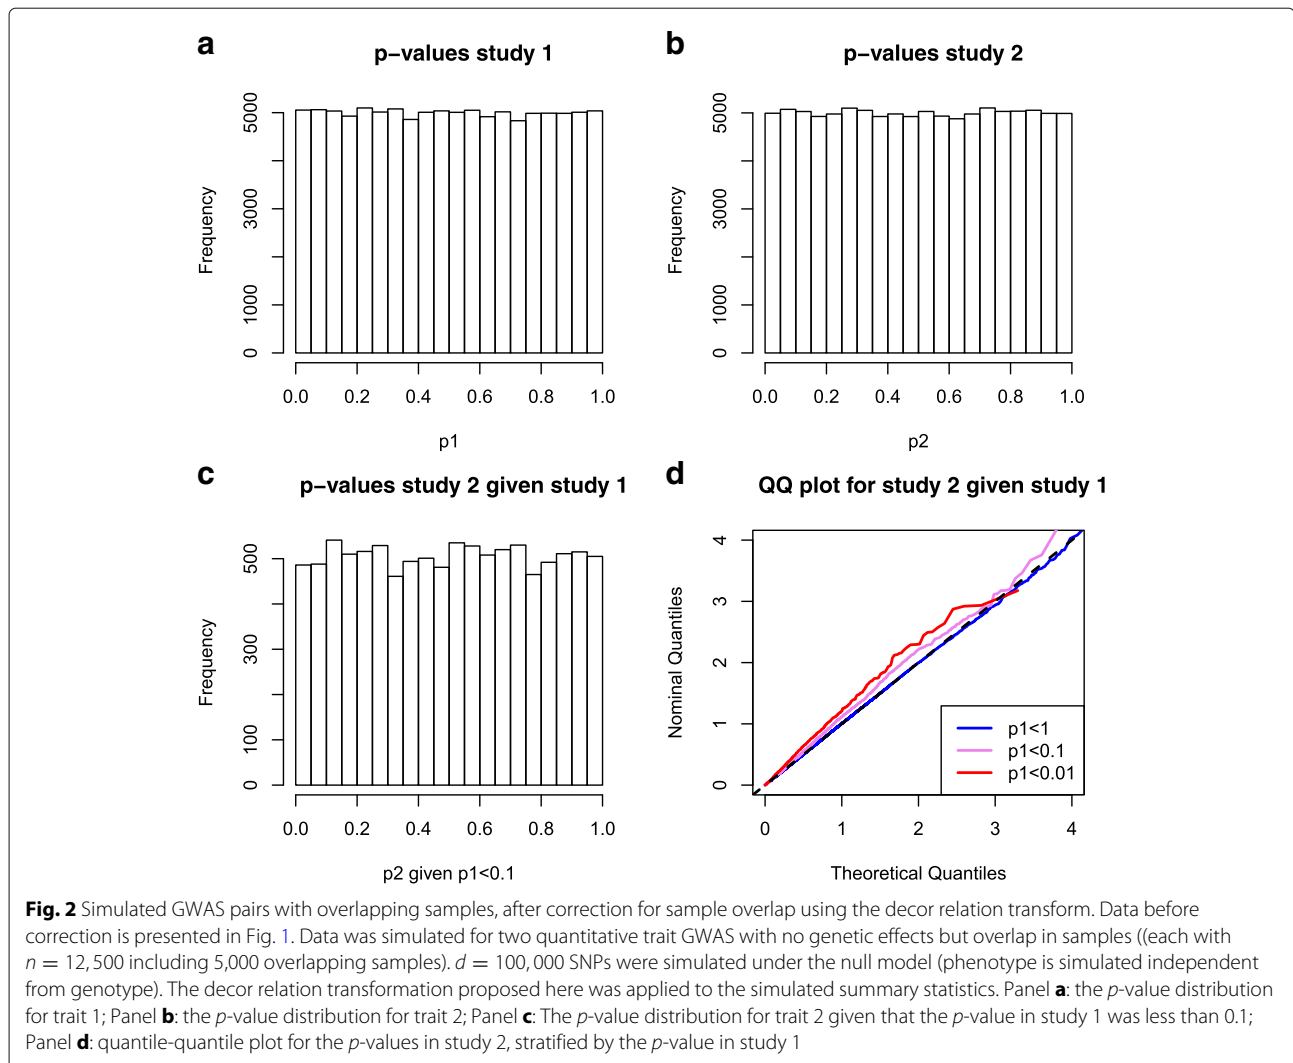 a
p−values study 1
Frequency
0 1000 3000 5000
0.0 0.2 0.4 0.6 0.8 1.0
p1
b
p−values study 2
Frequency
0 1000 3000 5000
0.0 0.2 0.4 0.6 0.8 1.0
p2
c
p−values study 2 given study 1
Frequency
0 100 300 500
0.0 0.2 0.4 0.6 0.8 1.0
p2 given p1<0.1
d
QQ plot for study 2 given study 1
Nominal Quantiles
0 1 2 3 4
p1<1
p1<0.1
p1<0.01
0 1 2 3 4
Theoretical Quantiles
Fig. 2 Simulated GWAS pairs with overlapping samples, after correction for sample overlap using the decor relation transform. Data before
correction is presented in Fig. 1. Data was simulated for two quantitative trait GWAS with no genetic effects but overlap in samples ((each with
n = 12, 500 including 5,000 overlapping samples). d = 100, 000 SNPs were simulated under the null model (phenotype is simulated independent
from genotype). The decor relation transformation proposed here was applied to the simulated summary statistics. Panel a: the p-value distribution
for trait 1; Panel b: the p-value distribution for trait 2; Panel c: The p-value distribution for trait 2 given that the p-value in study 1 was less than 0.1;
Panel d: quantile-quantile plot for the p-values in study 2, stratified by the p-value in study 1